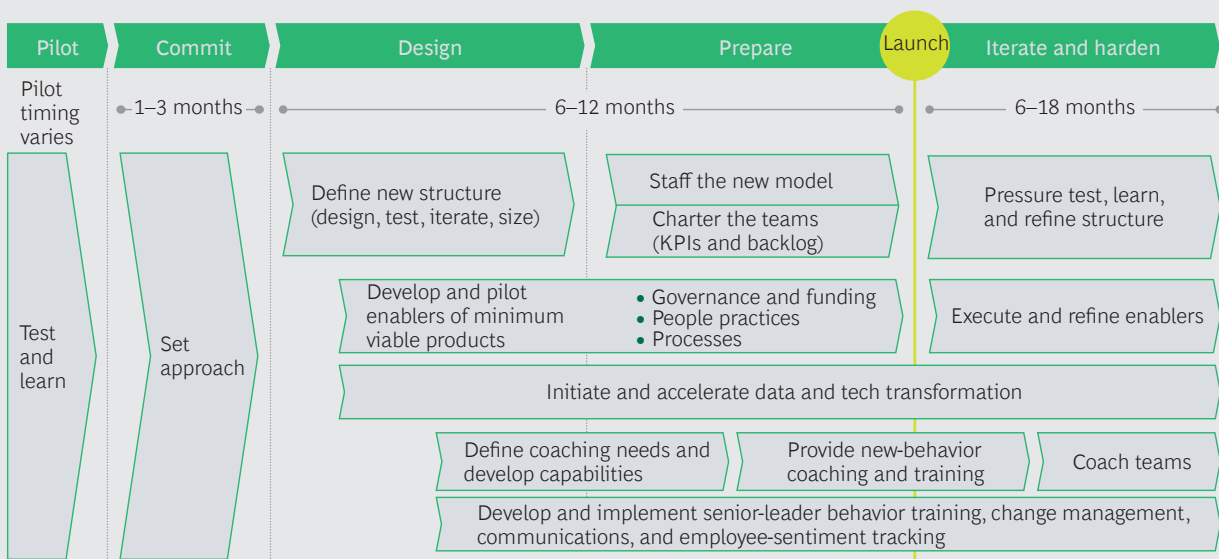 Pilot
Commit
Design
Prepare
Launch
Iterate and harden
Pilot
timing
varies
1–3 months
6–12 months
6–18 months
Test
and
learn
Set
approach
Define new structure
(design, test, iterate, size)
Staff the new model
Charter the teams
(KPIs and backlog)
Pressure test, learn,
and refine structure
Develop and pilot
enablers of minimum
viable products
• Governance and funding
• People practices
• Processes
Execute and refine enablers
Initiate and accelerate data and tech transformation
Define coaching needs and
develop capabilities
Provide new-behavior
coaching and training
Coach teams
Develop and implement senior-leader behavior training, change management,
communications, and employee-sentiment tracking